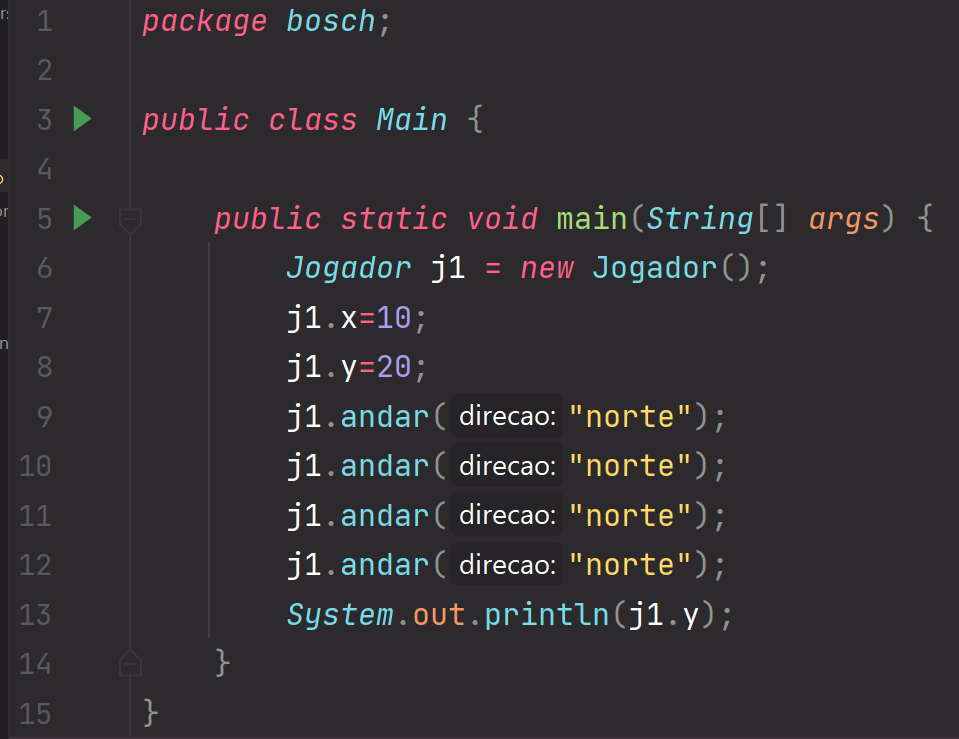 1 package bosch;
2
3 public class Main {
4
5 public static void main(String[] args) {
6 Jogador j1 = new Jogador();
7 j1.x=10;
8 j1.y=20;
9 j1.andar( direcao: "norte");
10 j1.andar( direcao: "norte");
11 j1.andar( direcao: "norte");
12 j1.andar( direcao: "norte");
13 System.out.println(j1.y);
14 }
15 }